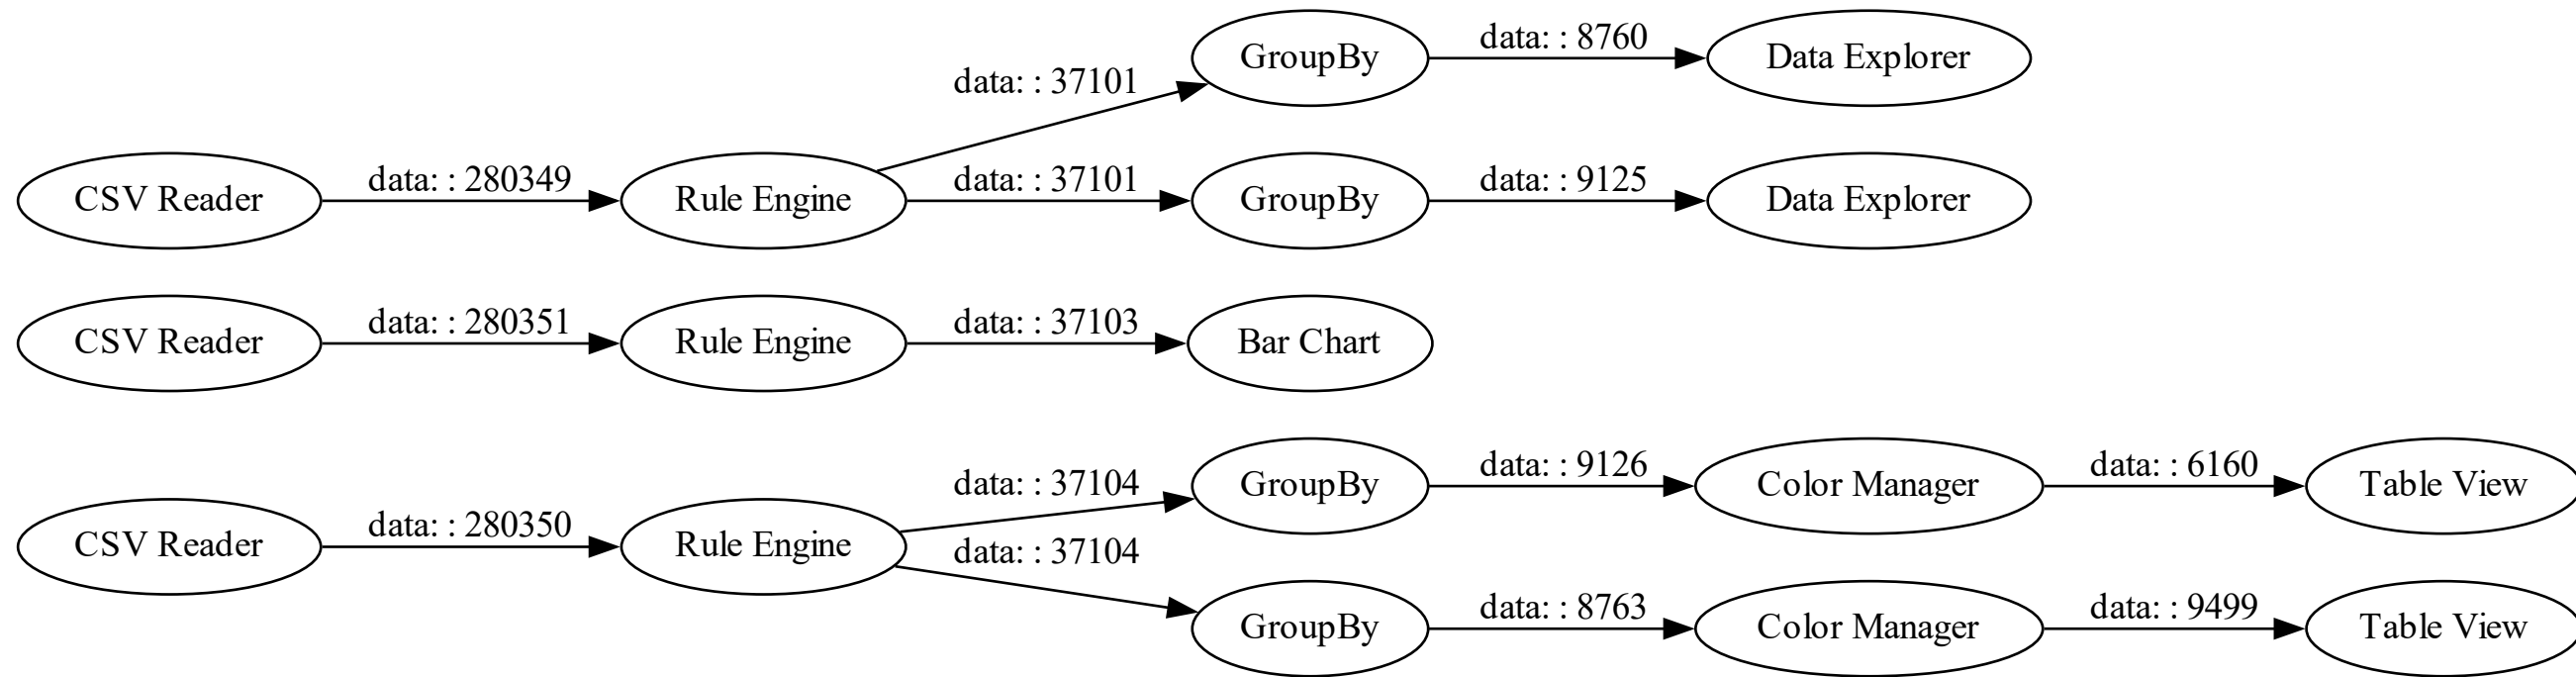 data: : 8760
GroupBy
Data Explorer
data: : 37101
data: : 280349
data: : 37101
data: : 9125
CSV Reader
Rule Engine
GroupBy
Data Explorer
data: : 280351
data: : 37103
CSV Reader
Rule Engine
Bar Chart
data: : 9126
data: : 6160
data: : 37104
GroupBy
Color Manager
Table View
data: : 280350
CSV Reader
Rule Engine
data: : 37104
data: : 8763
data: : 9499
GroupBy
Color Manager
Table View